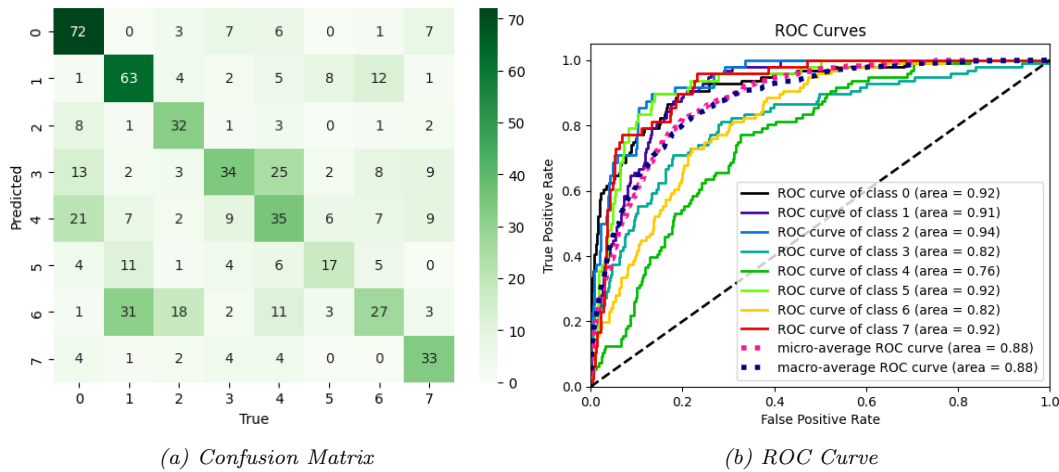 0 72 0 3 7 6 0 1 7
1 1 63 4 2 5 8 12 1
2 8 1 32 1 3 0 1 2
3 13 2 3 34 25 2 8 9
4 21 7 2 9 35 6 7 9
5 4 11 1 4 6 17 5 0
6 1 31 18 2 11 3 27 3
7 4 1 2 4 4 0 0 33
0 1 2 3 4 5 6 7
True
Predicted
70
60
50
40
30
20
10
0
(a) Confusion Matrix
ROC Curves
1.0
0.8
0.6
0.4
0.2
0.0
True Positive Rate
ROC curve of class 0 (area = 0.92)
ROC curve of class 1 (area = 0.91)
ROC curve of class 2 (area = 0.94)
ROC curve of class 3 (area = 0.82)
ROC curve of class 4 (area = 0.76)
ROC curve of class 5 (area = 0.92)
ROC curve of class 6 (area = 0.82)
ROC curve of class 7 (area = 0.92)
micro-average ROC curve (area = 0.88)
macro-average ROC curve (area = 0.88)
0.0 0.2 0.4 0.6 0.8 1.0
False Positive Rate
(b) ROC Curve